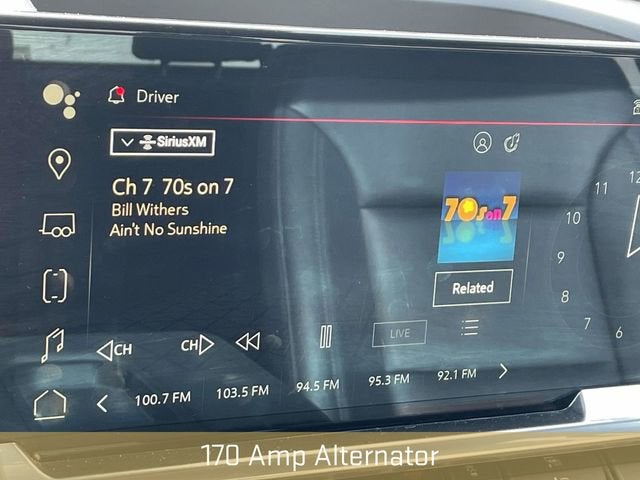 Driver
SiriusXM
Ch 7 70s on 7
Bill Withers
Ain't No Sunshine
70s on 7
Related
11
12
10
9
8
7
6
CH
CH
LIVE
100.7 FM
103.5 FM
94.5 FM
95.3 FM
92.1 FM
170 Amp Alternator